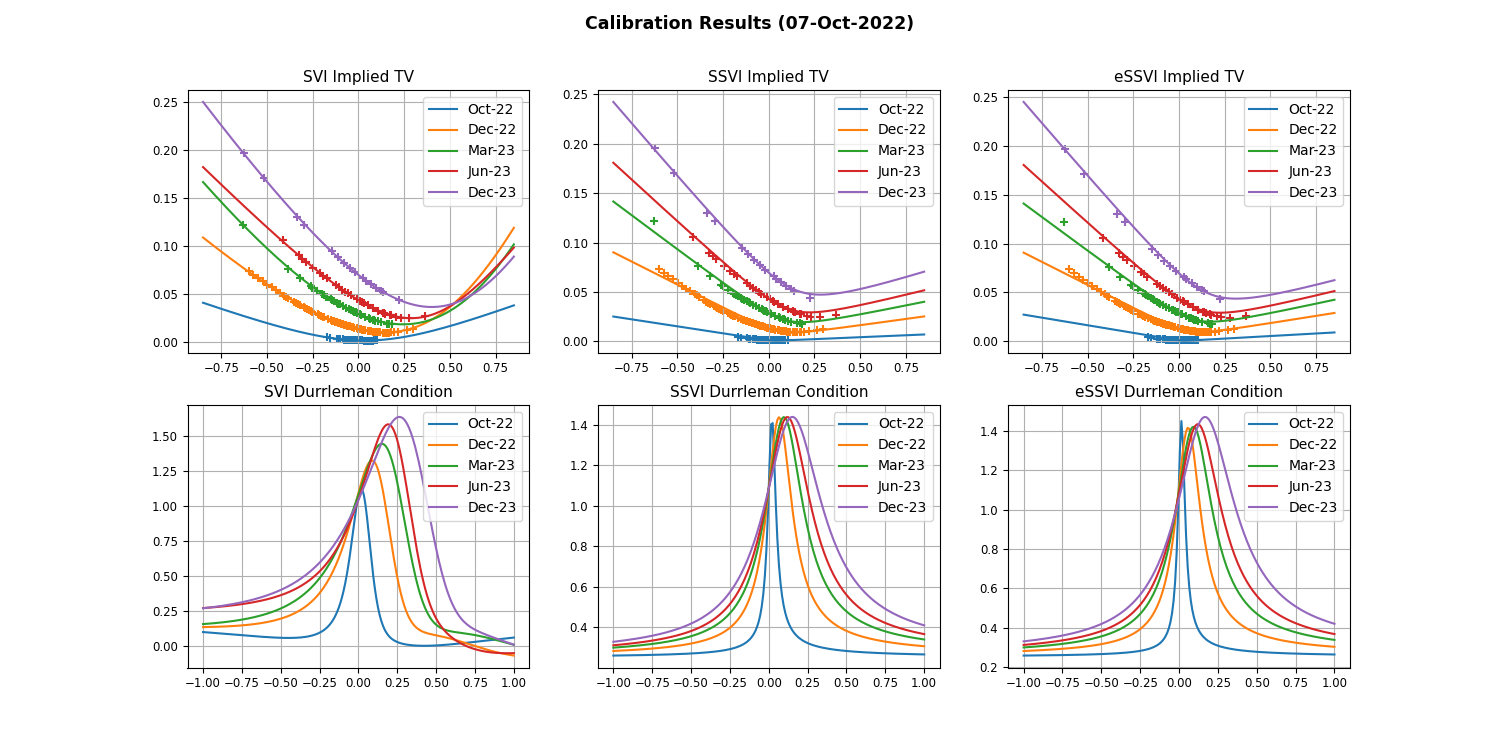 Calibration Results (07-Oct-2022)
SVI Implied TV
0.25
0.20
0.15
0.10
0.05
0.00
−0.75 −0.50 −0.25 0.00 0.25 0.50 0.75
Oct-22
Dec-22
Mar-23
Jun-23
Dec-23
SSVI Implied TV
0.25
0.20
0.15
0.10
0.05
0.00
−0.75 −0.50 −0.25 0.00 0.25 0.50 0.75
Oct-22
Dec-22
Mar-23
Jun-23
Dec-23
eSSVI Implied TV
0.25
0.20
0.15
0.10
0.05
0.00
−0.75 −0.50 −0.25 0.00 0.25 0.50 0.75
Oct-22
Dec-22
Mar-23
Jun-23
Dec-23
SVI Durrleman Condition
1.50
1.25
1.00
0.75
0.50
0.25
0.00
−1.00 −0.75 −0.50 −0.25 0.00 0.25 0.50 0.75 1.00
Oct-22
Dec-22
Mar-23
Jun-23
Dec-23
SSVI Durrleman Condition
1.4
1.2
1.0
0.8
0.6
0.4
−1.00 −0.75 −0.50 −0.25 0.00 0.25 0.50 0.75 1.00
Oct-22
Dec-22
Mar-23
Jun-23
Dec-23
eSSVI Durrleman Condition
1.4
1.2
1.0
0.8
0.6
0.4
0.2
−1.00 −0.75 −0.50 −0.25 0.00 0.25 0.50 0.75 1.00
Oct-22
Dec-22
Mar-23
Jun-23
Dec-23